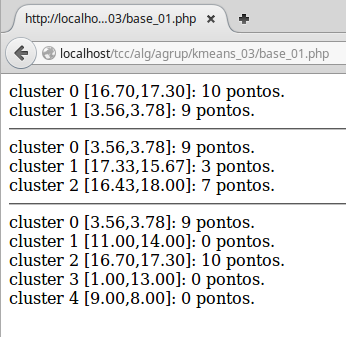 http://localho...03/base_01.php
localhost/tcc/alg/agrup/kmeans_03/base_01.php
cluster 0 [16.70,17.30]: 10 pontos.
cluster 1 [3.56,3.78]: 9 pontos.
cluster 0 [3.56,3.78]: 9 pontos.
cluster 1 [17.33,15.67]: 3 pontos.
cluster 2 [16.43,18.00]: 7 pontos.
cluster 0 [3.56,3.78]: 9 pontos.
cluster 1 [11.00,14.00]: 0 pontos.
cluster 2 [16.70,17.30]: 10 pontos.
cluster 3 [1.00,13.00]: 0 pontos.
cluster 4 [9.00,8.00]: 0 pontos.